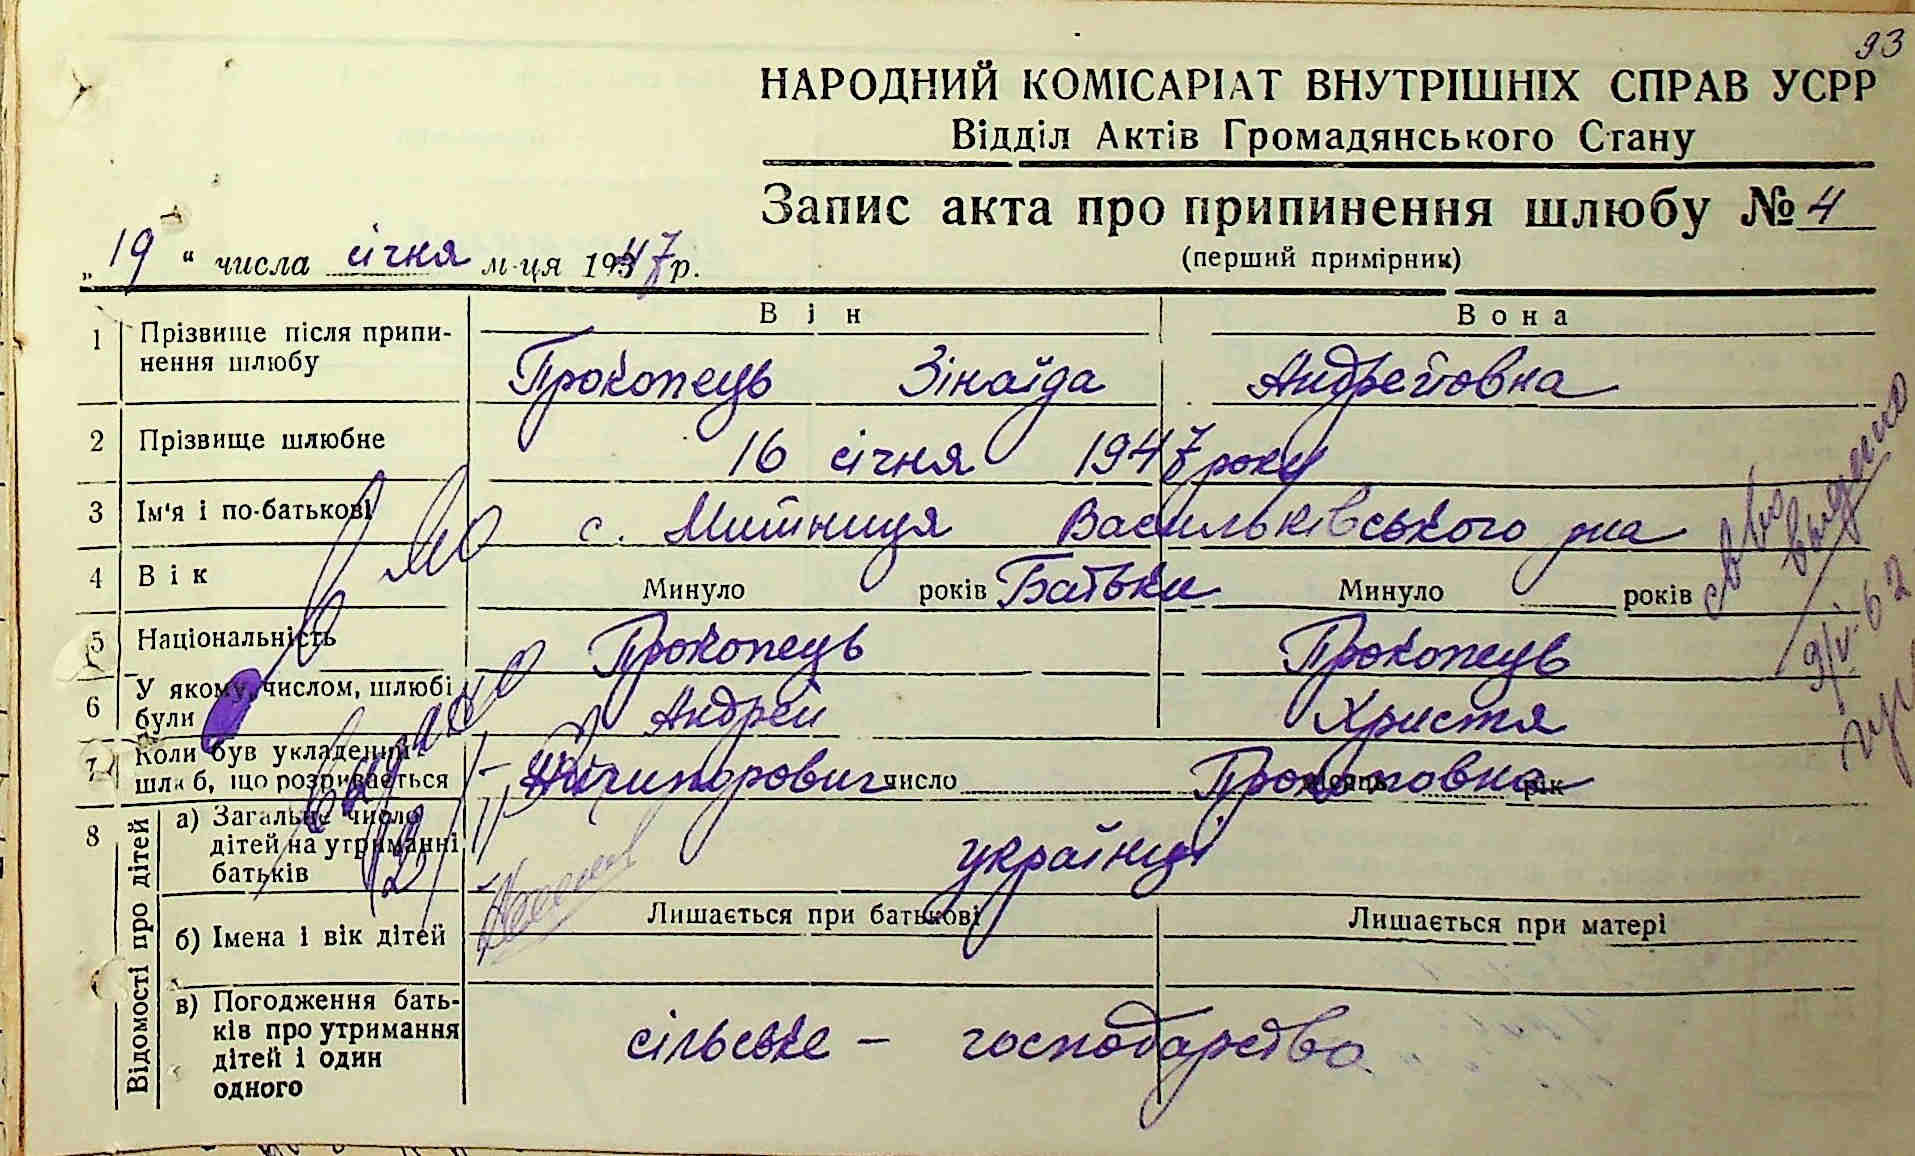 93
НАРОДНИЙ КОМІСАРІАТ ВНУТРІШНІХ СПРАВ УСРР
Відділ Актів Громадянського Стану
Запис акта про припинення шлюбу № 4
(перший примірник)
„19" числа січня м-ця 1947 р.
Він Вона
1 Прізвище після припинення шлюбу Прокопець Зінаїда Андреївна
2 Прізвище шлюбне 16 січня 1947 року
3 Ім'я і по-батькові с. Митниця Васильківського р-на
4 Вік Минуло років Батьки Минуло років
5 Національність Прокопець Прокопець
6 У якому, числом, шлюбі були Андрей Христя
7 Коли був укладений шлюб, що розривається Ничипорович число місяць Прокоповна рік
8 Відомості про дітей
а) Загальне число дітей на утриманні батьків українці
б) Імена і вік дітей Лишається при батькові Лишається при матері
в) Погодження батьків про утримання дітей і один одного сільське – господарство
выдано
9/V-62